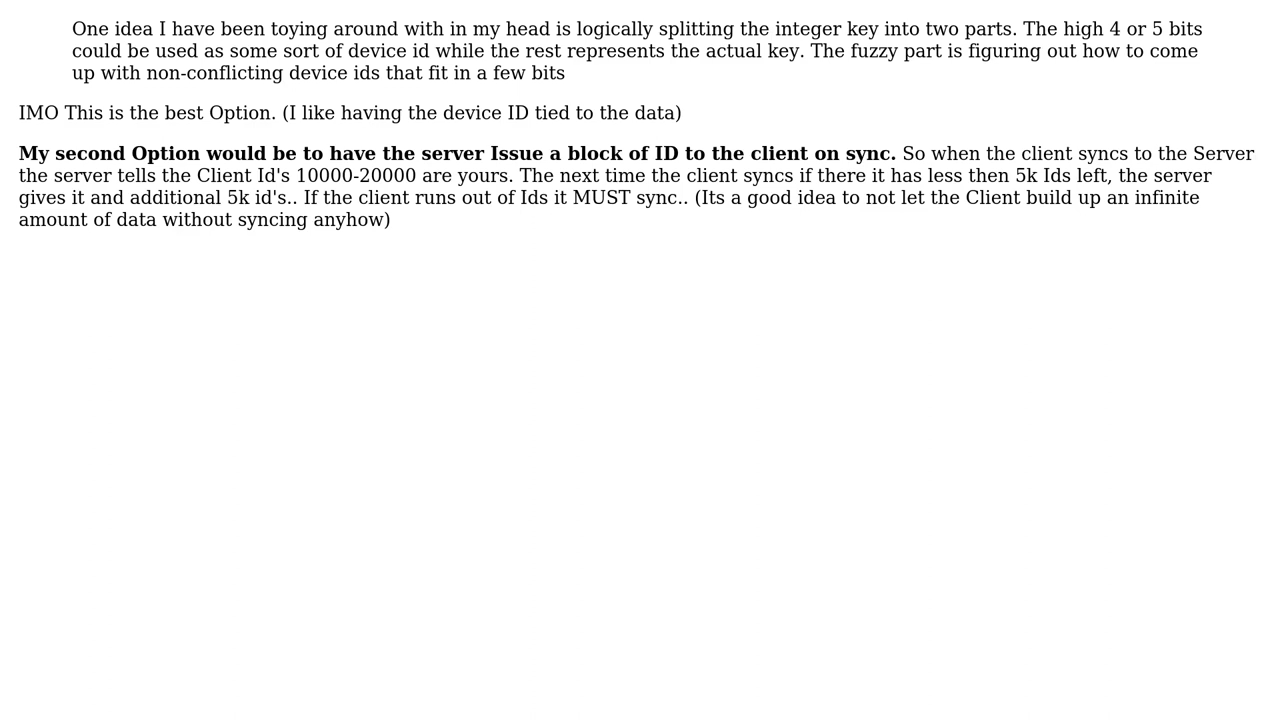 One idea I have been toying around with in my head is logically splitting the integer key into two parts. The high 4 or 5 bits
could be used as some sort of device id while the rest represents the actual key. The fuzzy part is figuring out how to come
up with non-conflicting device ids that fit in a few bits
IMO This is the best Option. (I like having the device ID tied to the data)
My second Option would be to have the server Issue a block of ID to the client on sync. So when the client syncs to the Server
the server tells the Client Id's 10000-20000 are yours. The next time the client syncs if there it has less then 5k Ids left, the server
gives it and additional 5k id's.. If the client runs out of Ids it MUST sync.. (Its a good idea to not let the Client build up an infinite
amount of data without syncing anyhow)